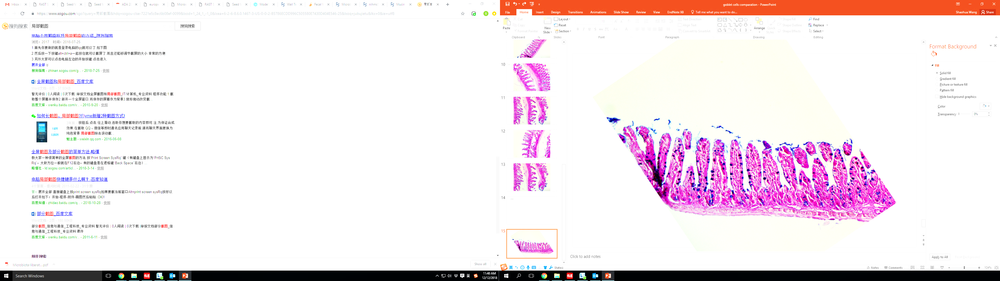 Inbox
RAST S
Seed V
Seed V
ADA 2
europe
Micros
RAST S
Seed V
Mode
Wall Te
Fecal M
Micro
nihms
Mucin
https://www.sogou.com/sgo?query=局部截图&hdq=sogou-clse-7221e5c8ec6b08ef-0099&lxod=1_24_1_-1_0&lxea=6-2-6-8.6.0.1467-3-US-0-0-2-B5786ECDD996C505580E7430D404E546-25&lxoq=jubujietu&lkx=0&ie=utf8
搜狗搜索
局部截图
搜狗搜索
电脑不用截图软件局部截图的方法_搜狗指南
浏览：2017 时间：2018-07-25
1.首先你要做的就是登录电脑的qq就可以了.如下图.
2.然后按一下按键alt+ctrl+a一起按住就可以截屏了.而且还能够调节截屏的大小.非常的方便
3.另外大家可以点击电脑左边的开始按键.点击进入.
展开全部
搜狗指南 - zhinan.sogou.com/g... - 2018-7-25 - 快照
全屏截图和局部截图_百度文库
Word文档 - 5页 - 57.50KB
暂无评价 | 0人阅读 | 0次下载 |举报文档全屏截图和局部截图_IT/计算机_专业资料.程序功能 1.截
取整个屏幕并保存2.新开一个全屏窗口.将保存的屏幕作为背景3.鼠标拖动改变截...
百度文库 - wenku.baidu.com/v... - 2010-9-20 - 快照
如何长截图、局部截图?Flyme新增2种截图方式!
3年前 - 按钮后.点击.往上滑动.选取你想要截取的内容即可.注:为保证合成
效果.在截取 QQ、微信等即时通讯应用聊天记录前.请将聊天界面更换为
纯色背景.局部截图除去滚动截...
魅主题 - weixin.qq.com - 2016-06-08
全屏截图及部分截图的简单方法-略懂
教大家一种很简单的全屏截图的方法 按“Print Screen SysRq” 键（有键盘上显示为“PrtSC Sys
Rq”，大致方位一般就在F12右边，有的键盘是在退格键“Back Space”右边）...
略懂社 - ld.sogou.com/articl... - 2018-3-14 - 快照
电脑局部截图快捷键是什么啊？-百度知道
4个答案 - 提问时间: 2011-02-22 - 31个赞
答：展开全部 直接键盘上按print screen sysRq如果要截当前窗口Alt+print screen sysRq按好以
后打开如下：开始-程序-附件-画图然后粘贴...OK!!!
百度知道 - zhidao.baidu.com/q... - 2018-10-28 - 快照
部分截图_百度文库
Word文档 - 2页 - 180.50KB
部分截图_信息与通信_工程科技_专业资料 暂无评价 | 0人阅读 | 0次下载 |举报文档部分截图_信
息与通信_工程科技_专业资料.课件
百度文库 - wenku.baidu.com/v... - 2011-6-11 - 快照
相关搜索
Microbiota-liberat....pdf
Show all
Search Windows
11:40 AM
12/12/2018
goblet cells comparation - PowerPoint
File Home Insert Design Transitions Animations Slide Show Review View EndNote X8 Tell me what you want to do... Shaohua Wang Share
Paste
Cut
Copy
Format Painter
Clipboard
New
Slide
Layout
Reset
Section
Slides
Font
Text Direction
Align Text
Convert to SmartArt
Paragraph
Arrange
Quick
Styles
Shape Fill
Shape Outline
Shape Effects
Drawing
Find
Replace
Select
Editing
10
11
12
13
14
15
Format Background
Fill
Solid fill
Gradient fill
Picture or texture fill
Pattern fill
Hide background graphics
Color
Transparency 0%
Apply to All
Click to add notes
英
States)
Notes Comments 104%